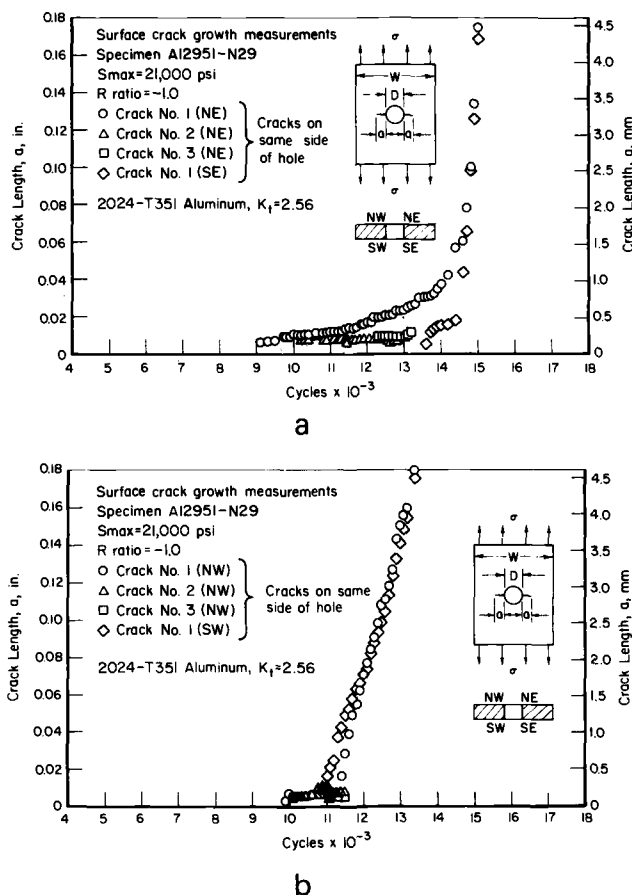 Surface crack growth measurements
Specimen A12951-N29
Smax=21,000 psi
R ratio=-1.0
○ Crack No. 1 (NE)
△ Crack No. 2 (NE)
□ Crack No. 3 (NE)
◇ Crack No. 1 (SE)
Cracks on
same side
of hole
2024-T351 Aluminum, Kt=2.56
σ
W
D
a a
σ
NW NE
SW SE
Crack Length, a, in.
0.18
0.16
0.14
0.12
0.10
0.08
0.06
0.04
0.02
0
Crack Length, a, mm
4.5
4.0
3.5
3.0
2.5
2.0
1.5
1.0
0.5
0
4 5 6 7 8 9 10 11 12 13 14 15 16 17 18
Cycles x 10⁻³
a
Surface crack growth measurements
Specimen A12951-N29
Smax=21,000 psi
R ratio=-1.0
○ Crack No. 1 (NW)
△ Crack No. 2 (NW)
□ Crack No. 3 (NW)
◇ Crack No. 1 (SW)
Cracks on same
side of hole
2024-T351 Aluminum, Kt=2.56
σ
W
D
a a
σ
NW NE
SW SE
Crack Length, a, in.
0.18
0.16
0.14
0.12
0.10
0.08
0.06
0.04
0.02
0
Crack Length, a, mm
4.5
4.0
3.5
3.0
2.5
2.0
1.5
1.0
0.5
0
4 5 6 7 8 9 10 11 12 13 14 15 16 17 18
Cycles x 10⁻³
b